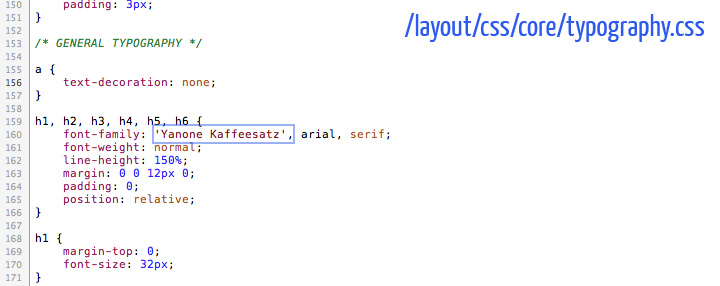 /layout/css/core/typography.css
150 padding: 3px;
151 }
152
153 /* GENERAL TYPOGRAPHY */
154
155 a {
156 text-decoration: none;
157 }
158
159 h1, h2, h3, h4, h5, h6 {
160 font-family: 'Yanone Kaffeesatz', arial, serif;
161 font-weight: normal;
162 line-height: 150%;
163 margin: 0 0 12px 0;
164 padding: 0;
165 position: relative;
166 }
167
168 h1 {
169 margin-top: 0;
170 font-size: 32px;
171 }